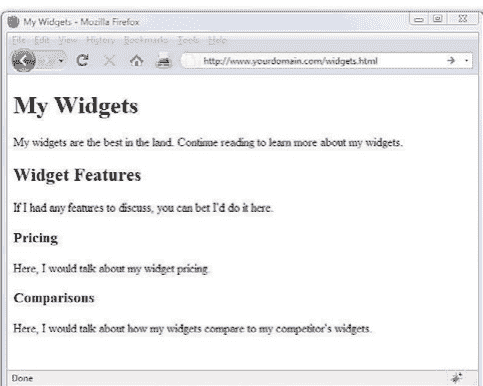 My Widgets - Mozilla Firefox
File Edit View History Bookmarks Tools Help
http://www.yourdomain.com/widgets.html
My Widgets
My widgets are the best in the land. Continue reading to learn more about my widgets.
Widget Features
If I had any features to discuss, you can bet I'd do it here.
Pricing
Here, I would talk about my widget pricing.
Comparisons
Here, I would talk about how my widgets compare to my competitor's widgets.
Done